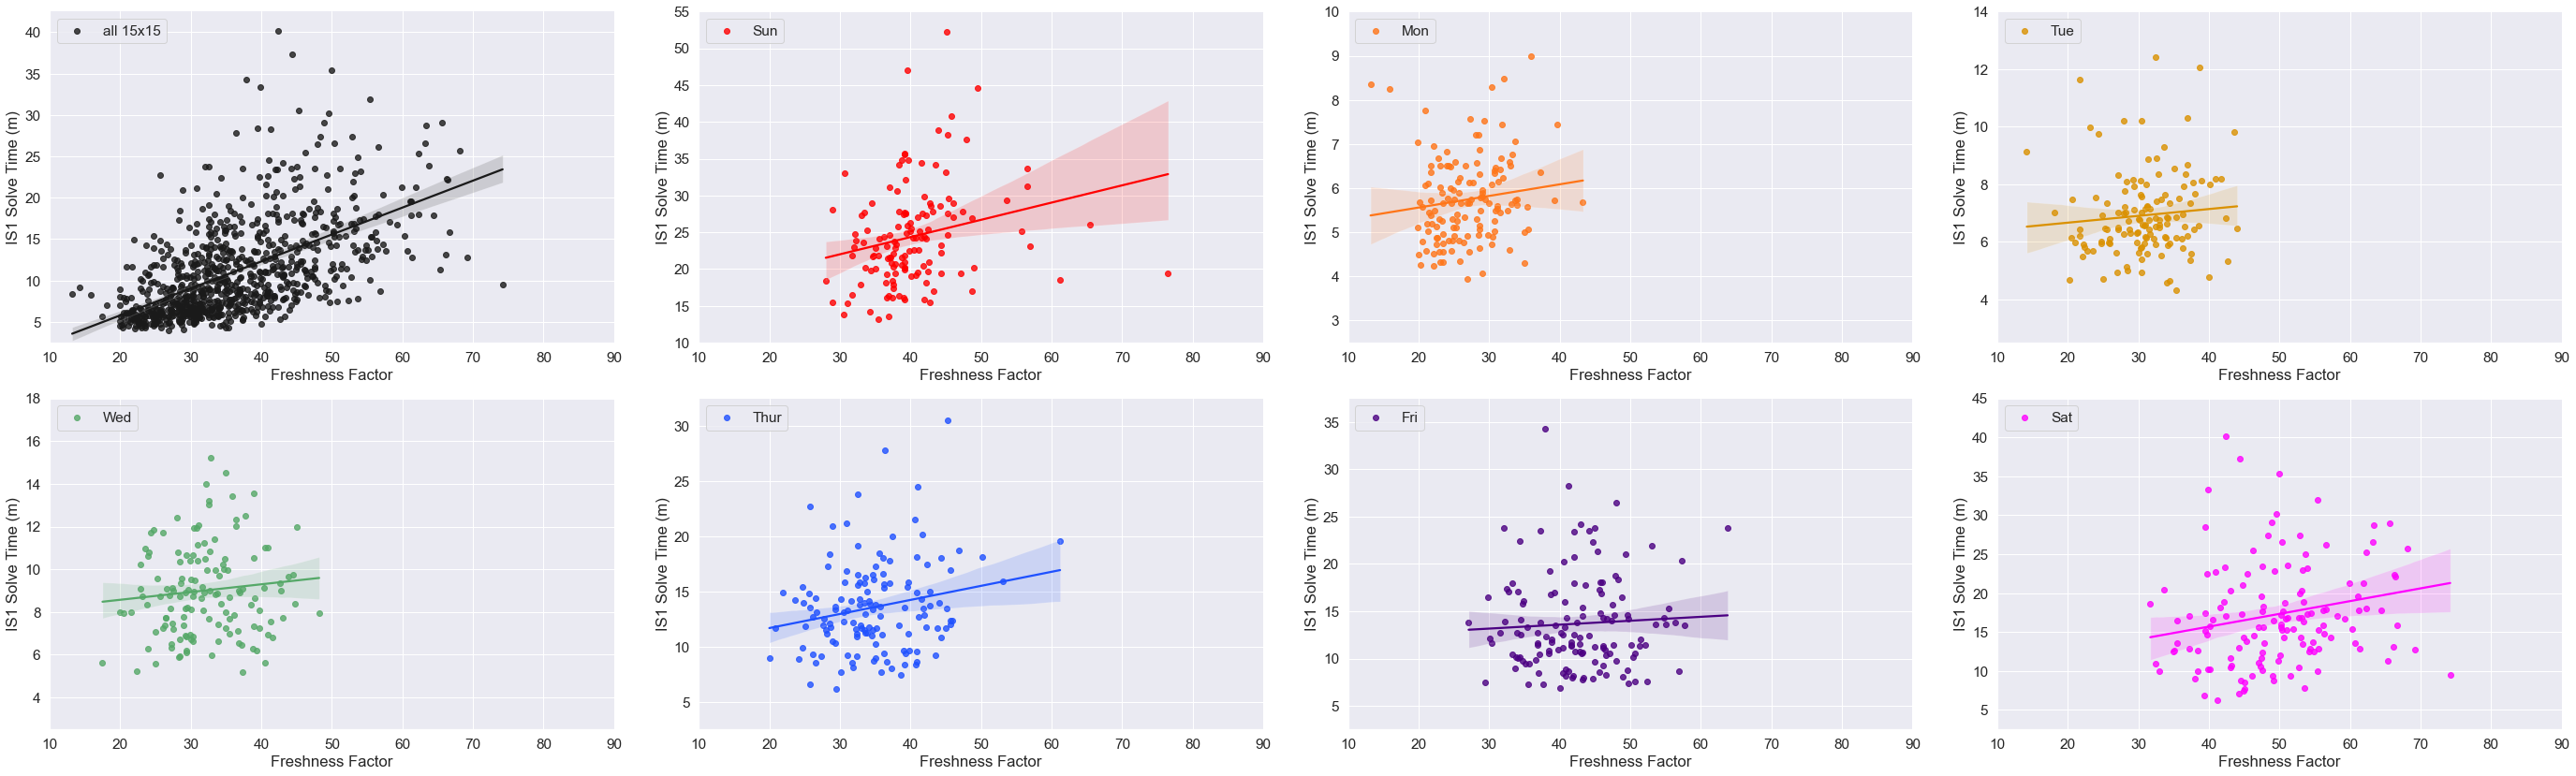 all 15x15
IS1 Solve Time (m)
40
35
30
25
20
15
10
5
10 20 30 40 50 60 70 80 90
Freshness Factor
Sun
IS1 Solve Time (m)
55
50
45
40
35
30
25
20
15
10
10 20 30 40 50 60 70 80 90
Freshness Factor
Mon
IS1 Solve Time (m)
10
9
8
7
6
5
4
3
10 20 30 40 50 60 70 80 90
Freshness Factor
Tue
IS1 Solve Time (m)
14
12
10
8
6
4
10 20 30 40 50 60 70 80 90
Freshness Factor
Wed
IS1 Solve Time (m)
18
16
14
12
10
8
6
4
10 20 30 40 50 60 70 80 90
Freshness Factor
Thur
IS1 Solve Time (m)
30
25
20
15
10
5
10 20 30 40 50 60 70 80 90
Freshness Factor
Fri
IS1 Solve Time (m)
35
30
25
20
15
10
5
10 20 30 40 50 60 70 80 90
Freshness Factor
Sat
IS1 Solve Time (m)
45
40
35
30
25
20
15
10
5
10 20 30 40 50 60 70 80 90
Freshness Factor